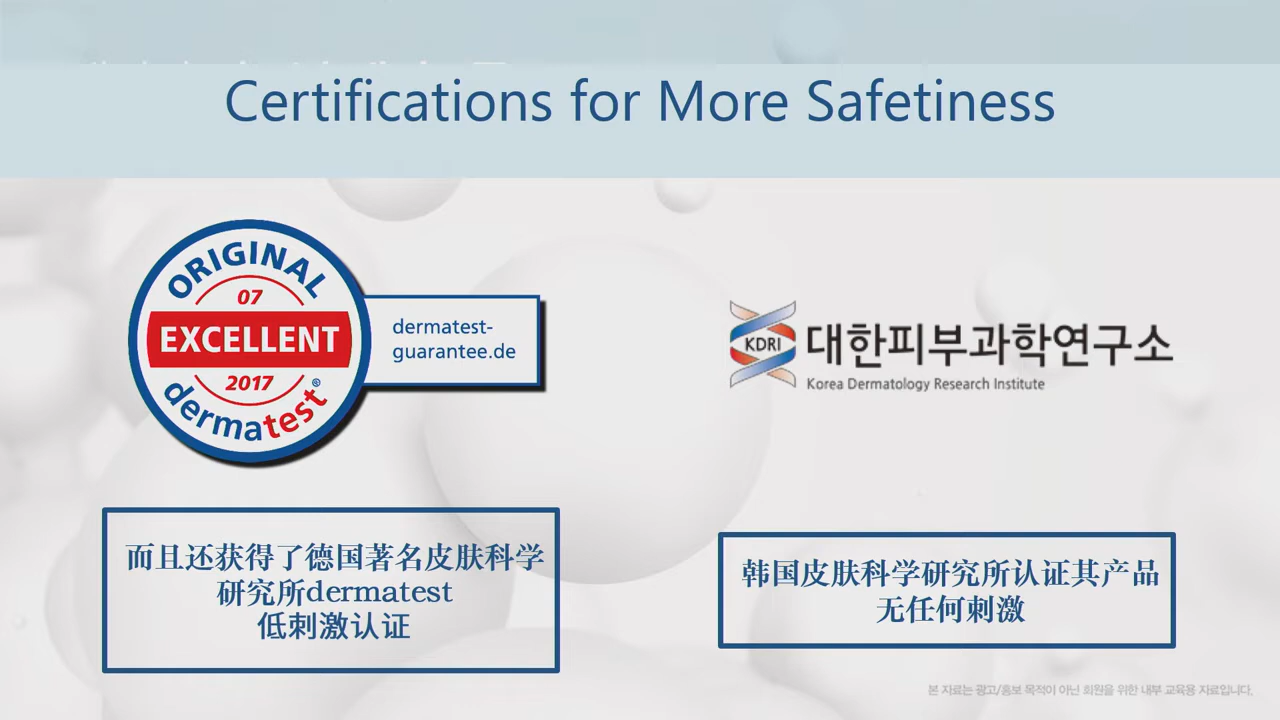 Certifications for More Safetiness
ORIGINAL
07
EXCELLENT
2017
dermatest®
dermatest-
guarantee.de
KDRI
대한피부과학연구소
Korea Dermatology Research Institute
而且还获得了德国著名皮肤科学
研究所dermatest
低刺激认证
韩国皮肤科学研究所认证其产品
无任何刺激
본 자료는 광고/홍보 목적이 아닌 회원을 위한 내부 교육용 자료입니다.